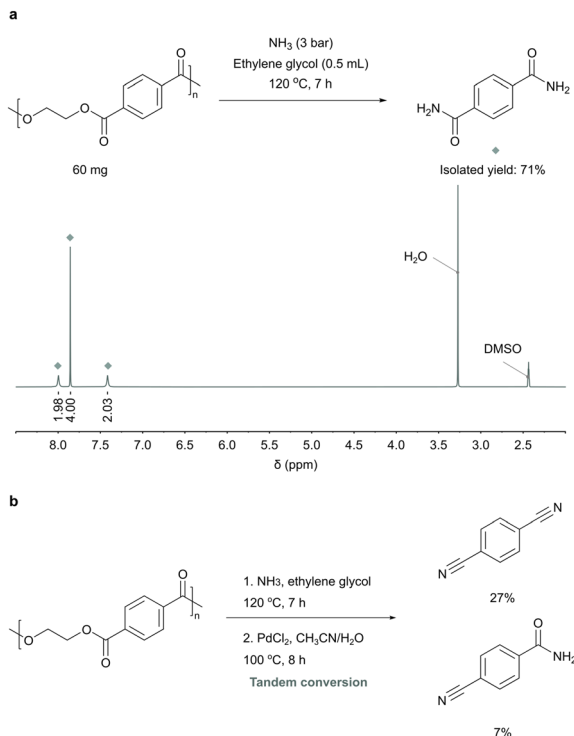 a
NH₃ (3 bar)
Ethylene glycol (0.5 mL)
120 °C, 7 h
O
O
O
O
n
60 mg
O
NH₂
H₂N
O
Isolated yield: 71%
H₂O
DMSO
1.98
4.00
2.03
8.0 7.5 7.0 6.5 6.0 5.5 5.0 4.5 4.0 3.5 3.0 2.5
δ (ppm)
b
O
O
O
O
n
1. NH₃, ethylene glycol
120 °C, 7 h
2. PdCl₂, CH₃CN/H₂O
100 °C, 8 h
Tandem conversion
N
N
27%
O
NH₂
N
7%